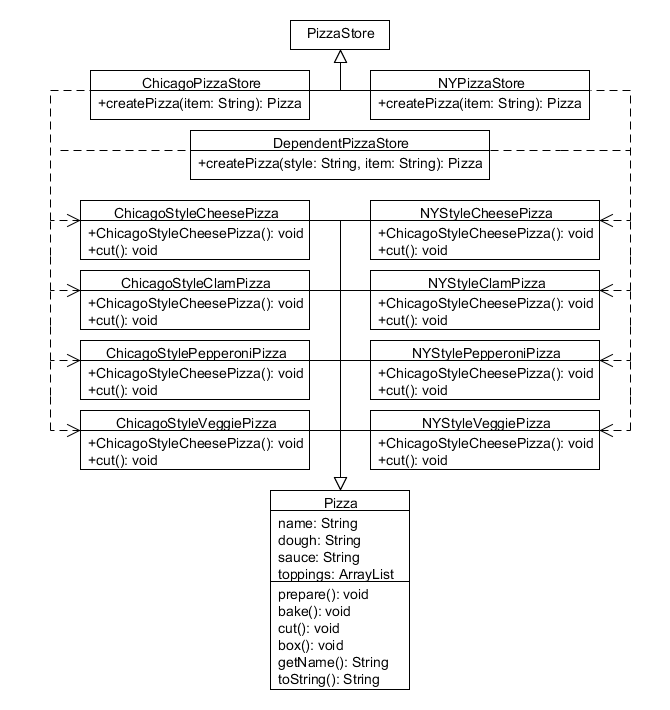 PizzaStore
ChicagoPizzaStore
+createPizza(item: String): Pizza
NYPizzaStore
+createPizza(item: String): Pizza
DependentPizzaStore
+createPizza(style: String, item: String): Pizza
ChicagoStyleCheesePizza
+ChicagoStyleCheesePizza(): void
+cut(): void
NYStyleCheesePizza
+ChicagoStyleCheesePizza(): void
+cut(): void
ChicagoStyleClamPizza
+ChicagoStyleCheesePizza(): void
+cut(): void
NYStyleClamPizza
+ChicagoStyleCheesePizza(): void
+cut(): void
ChicagoStylePepperoniPizza
+ChicagoStyleCheesePizza(): void
+cut(): void
NYStylePepperoniPizza
+ChicagoStyleCheesePizza(): void
+cut(): void
ChicagoStyleVeggiePizza
+ChicagoStyleCheesePizza(): void
+cut(): void
NYStyleVeggiePizza
+ChicagoStyleCheesePizza(): void
+cut(): void
Pizza
name: String
dough: String
sauce: String
toppings: ArrayList
prepare(): void
bake(): void
cut(): void
box(): void
getName(): String
toString(): String